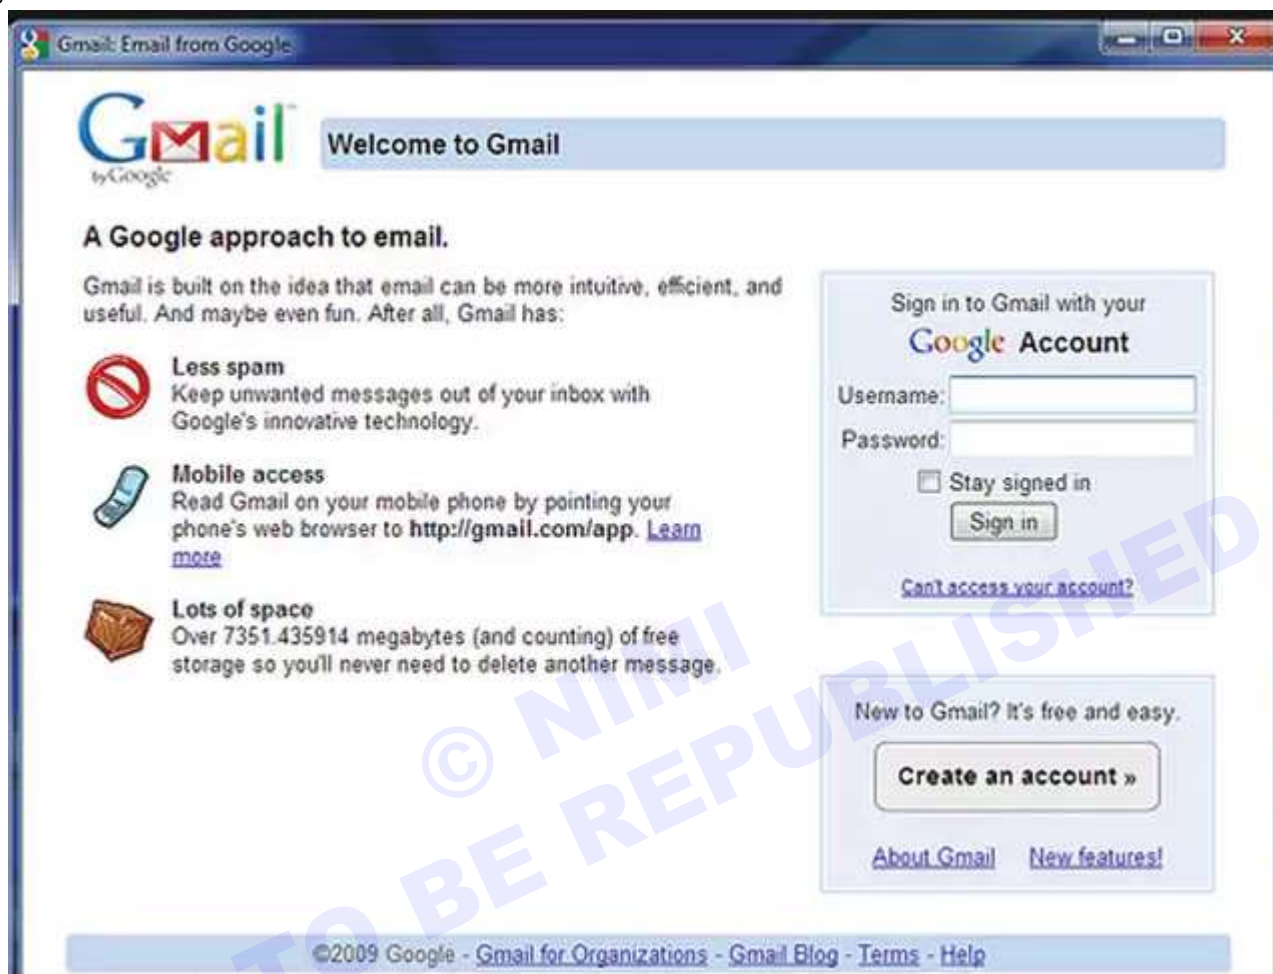 Gmail: Email from Google
Gmail
by Google
Welcome to Gmail
A Google approach to email.
Gmail is built on the idea that email can be more intuitive, efficient, and
useful. And maybe even fun. After all, Gmail has:
Less spam
Keep unwanted messages out of your inbox with
Google's innovative technology.
Mobile access
Read Gmail on your mobile phone by pointing your
phone's web browser to http://gmail.com/app. Learn
more
Lots of space
Over 7351.435914 megabytes (and counting) of free
storage so you'll never need to delete another message.
Sign in to Gmail with your
Google Account
Username:
Password:
Stay signed in
Sign in
Can't access your account?
New to Gmail? It's free and easy.
Create an account »
About Gmail New features!
©2009 Google - Gmail for Organizations - Gmail Blog - Terms - Help
© NIMI
TO BE REPUBLISHED